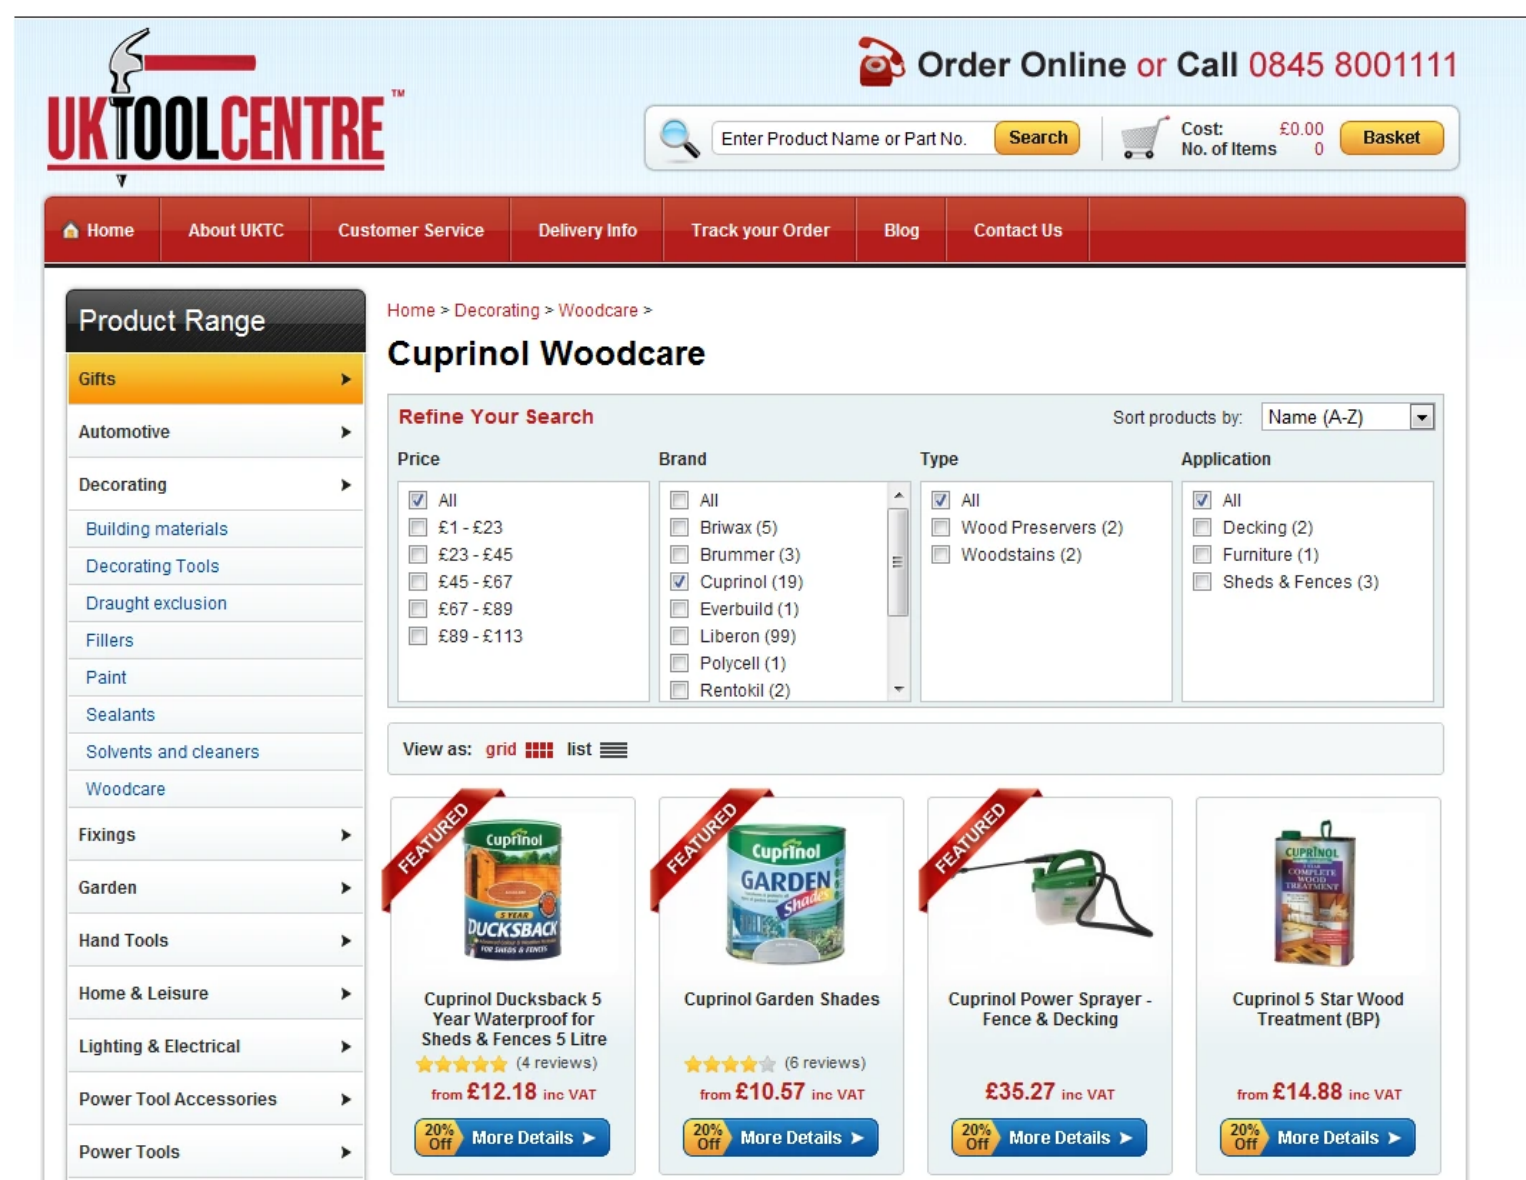 UKTOOLCENTRE™
Order Online or Call 0845 8001111
Enter Product Name or Part No.
Search
Cost: £0.00
No. of Items 0
Basket
Home
About UKTC
Customer Service
Delivery Info
Track your Order
Blog
Contact Us
Product Range
Gifts
Automotive
Decorating
Building materials
Decorating Tools
Draught exclusion
Fillers
Paint
Sealants
Solvents and cleaners
Woodcare
Fixings
Garden
Hand Tools
Home & Leisure
Lighting & Electrical
Power Tool Accessories
Power Tools
Home > Decorating > Woodcare >
Cuprinol Woodcare
Refine Your Search
Sort products by: Name (A-Z)
Price
All
£1 - £23
£23 - £45
£45 - £67
£67 - £89
£89 - £113
Brand
All
Briwax (5)
Brummer (3)
Cuprinol (19)
Everbuild (1)
Liberon (99)
Polycell (1)
Rentokil (2)
Type
All
Wood Preservers (2)
Woodstains (2)
Application
All
Decking (2)
Furniture (1)
Sheds & Fences (3)
View as: grid list
FEATURED
Cuprinol
5 YEAR
DUCKSBACK
FOR SHEDS & FENCES
Cuprinol Ducksback 5
Year Waterproof for
Sheds & Fences 5 Litre
(4 reviews)
from £12.18 inc VAT
20% Off
More Details
FEATURED
Cuprinol
GARDEN
Shades
Cuprinol Garden Shades
(6 reviews)
from £10.57 inc VAT
20% Off
More Details
FEATURED
Cuprinol Power Sprayer -
Fence & Decking
£35.27 inc VAT
20% Off
More Details
CUPRINOL
COMPLETE
WOOD
TREATMENT
Cuprinol 5 Star Wood
Treatment (BP)
from £14.88 inc VAT
20% Off
More Details